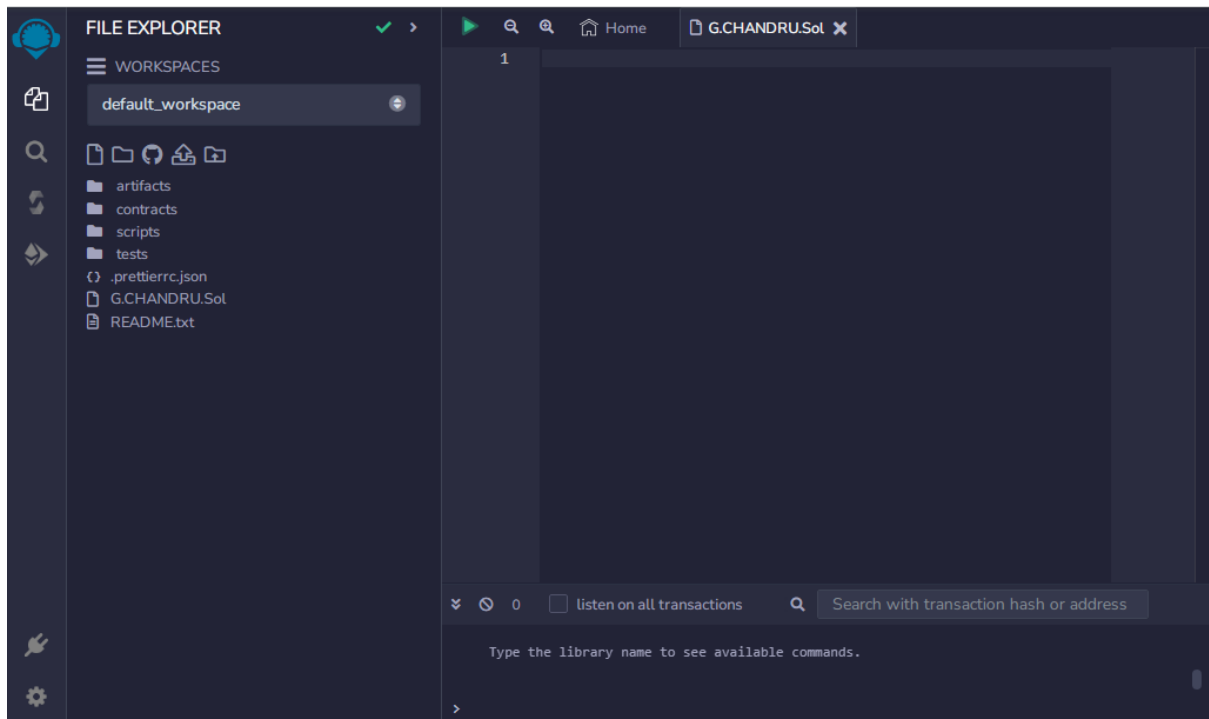 FILE EXPLORER
WORKSPACES
default_workspace
artifacts
contracts
scripts
tests
{} .prettierrc.json
G.CHANDRU.Sol
README.txt
Home
G.CHANDRU.Sol
1
0
listen on all transactions
Search with transaction hash or address
Type the library name to see available commands.
>